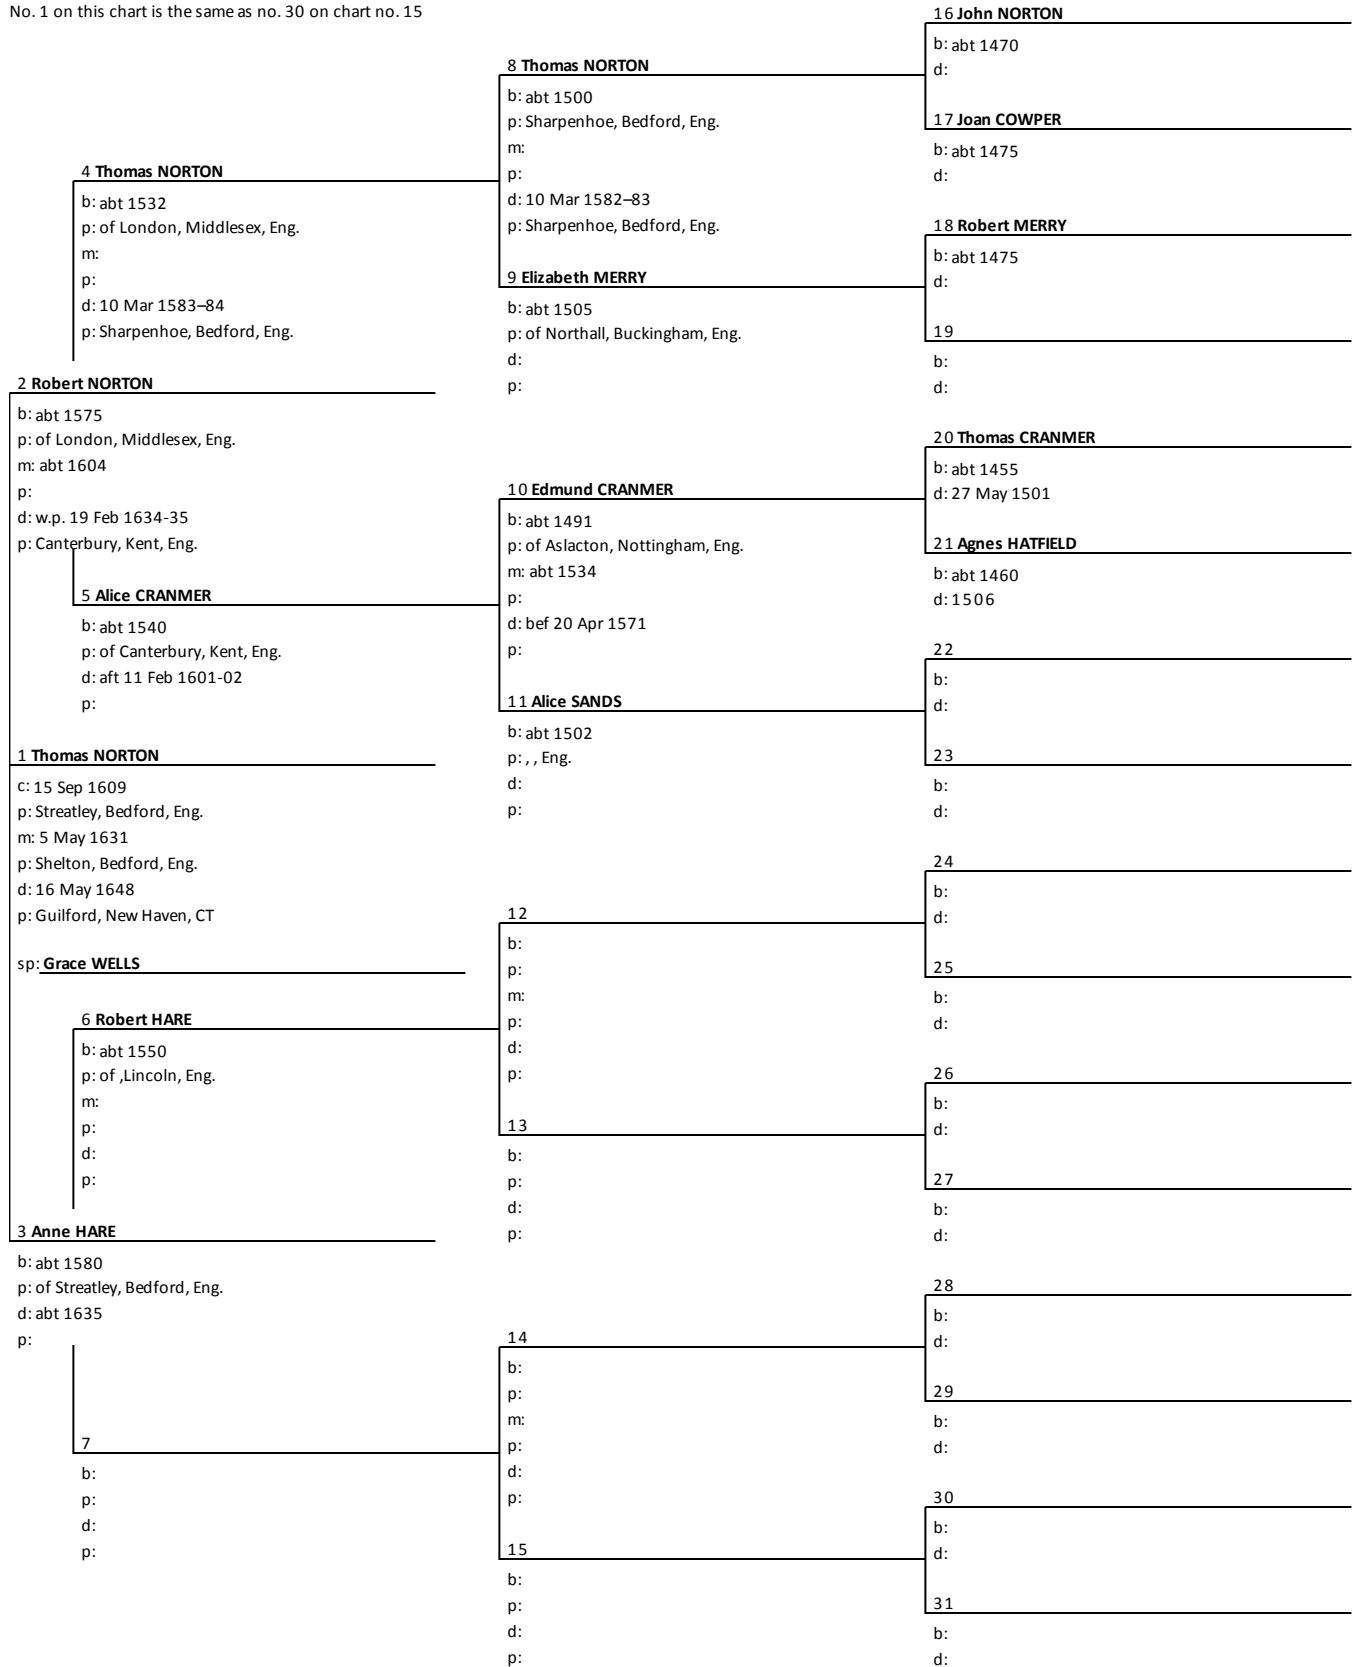 No. 1 on this chart is the same as no. 30 on chart no. 15
16 John NORTON
b: abt 1470
d:
8 Thomas NORTON
b: abt 1500
p: Sharpenhoe, Bedford, Eng.
m:
p:
d: 10 Mar 1582–83
p: Sharpenhoe, Bedford, Eng.
17 Joan COWPER
b: abt 1475
d:
4 Thomas NORTON
b: abt 1532
p: of London, Middlesex, Eng.
m:
p:
d: 10 Mar 1583–84
p: Sharpenhoe, Bedford, Eng.
18 Robert MERRY
b: abt 1475
d:
9 Elizabeth MERRY
b: abt 1505
p: of Northall, Buckingham, Eng.
d:
p:
19
b:
d:
2 Robert NORTON
b: abt 1575
p: of London, Middlesex, Eng.
m: abt 1604
p:
d: w.p. 19 Feb 1634-35
p: Canterbury, Kent, Eng.
20 Thomas CRANMER
b: abt 1455
d: 27 May 1501
10 Edmund CRANMER
b: abt 1491
p: of Aslacton, Nottingham, Eng.
m: abt 1534
p:
d: bef 20 Apr 1571
p:
21 Agnes HATFIELD
b: abt 1460
d: 1506
5 Alice CRANMER
b: abt 1540
p: of Canterbury, Kent, Eng.
d: aft 11 Feb 1601-02
p:
22
b:
d:
11 Alice SANDS
b: abt 1502
p: , , Eng.
d:
p:
23
b:
d:
1 Thomas NORTON
c: 15 Sep 1609
p: Streatley, Bedford, Eng.
m: 5 May 1631
p: Shelton, Bedford, Eng.
d: 16 May 1648
p: Guilford, New Haven, CT
sp: Grace WELLS
24
b:
d:
12
b:
p:
m:
p:
d:
p:
25
b:
d:
6 Robert HARE
b: abt 1550
p: of ,Lincoln, Eng.
m:
p:
d:
p:
26
b:
d:
13
b:
p:
d:
p:
27
b:
d:
3 Anne HARE
b: abt 1580
p: of Streatley, Bedford, Eng.
d: abt 1635
p:
28
b:
d:
14
b:
p:
m:
p:
d:
p:
29
b:
d:
7
b:
p:
d:
p:
30
b:
d:
15
b:
p:
d:
p:
31
b:
d: